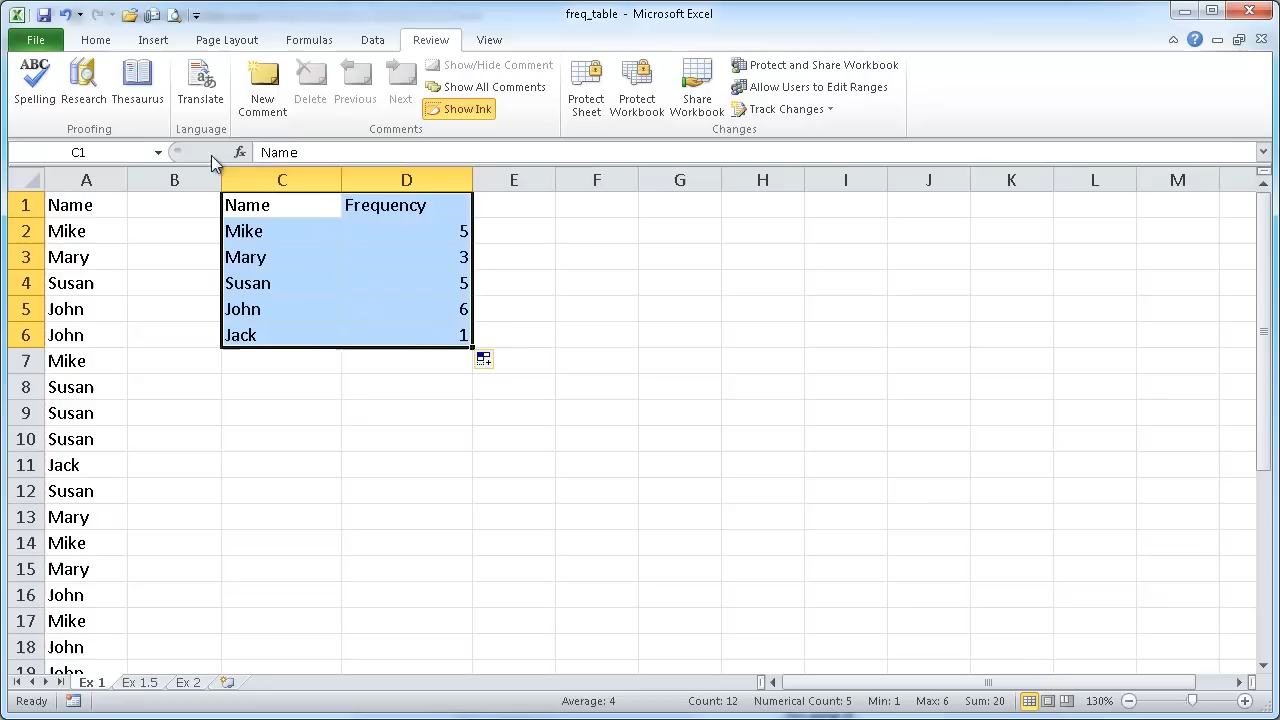 freq_table - Microsoft Excel
File Home Insert Page Layout Formulas Data Review View
ABC
Spelling Research Thesaurus
Proofing
Translate
Language
New Comment Delete Previous Next
Show/Hide Comment
Show All Comments
Show Ink
Comments
Protect Sheet Protect Workbook Share Workbook
Protect and Share Workbook
Allow Users to Edit Ranges
Track Changes
Changes
C1 fx Name
A B C D E F G H I J K L M
1 Name Name Frequency
2 Mike Mike 5
3 Mary Mary 3
4 Susan Susan 5
5 John John 6
6 John Jack 1
7 Mike
8 Susan
9 Susan
10 Susan
11 Jack
12 Susan
13 Mary
14 Mike
15 Mary
16 John
17 Mike
18 John
19 John
Ex 1 Ex 1.5 Ex 2
Ready Average: 4 Count: 12 Numerical Count: 5 Min: 1 Max: 6 Sum: 20 130%